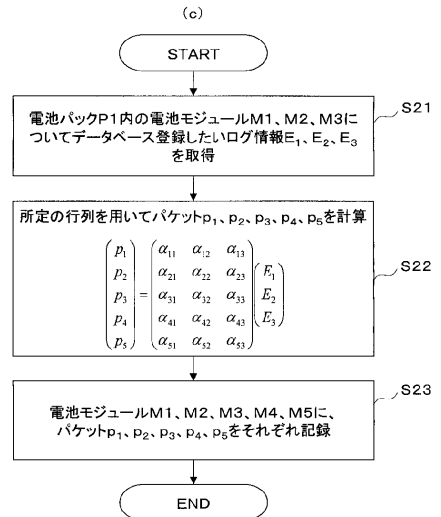 (c)
START
S21
電池パックP1内の電池モジュールM1、M2、M3に
ついてデータベース登録したいログ情報E₁、E₂、E₃
を取得
S22
所定の行列を用いてパケットp₁、p₂、p₃、p₄、p₅を計算
p₁ α₁₁ α₁₂ α₁₃
p₂ α₂₁ α₂₂ α₂₃ E₁
p₃ = α₃₁ α₃₂ α₃₃ E₂
p₄ α₄₁ α₄₂ α₄₃ E₃
p₅ α₅₁ α₅₂ α₅₃
S23
電池モジュールM1、M2、M3、M4、M5に、
パケットp₁、p₂、p₃、p₄、p₅をそれぞれ記録
END